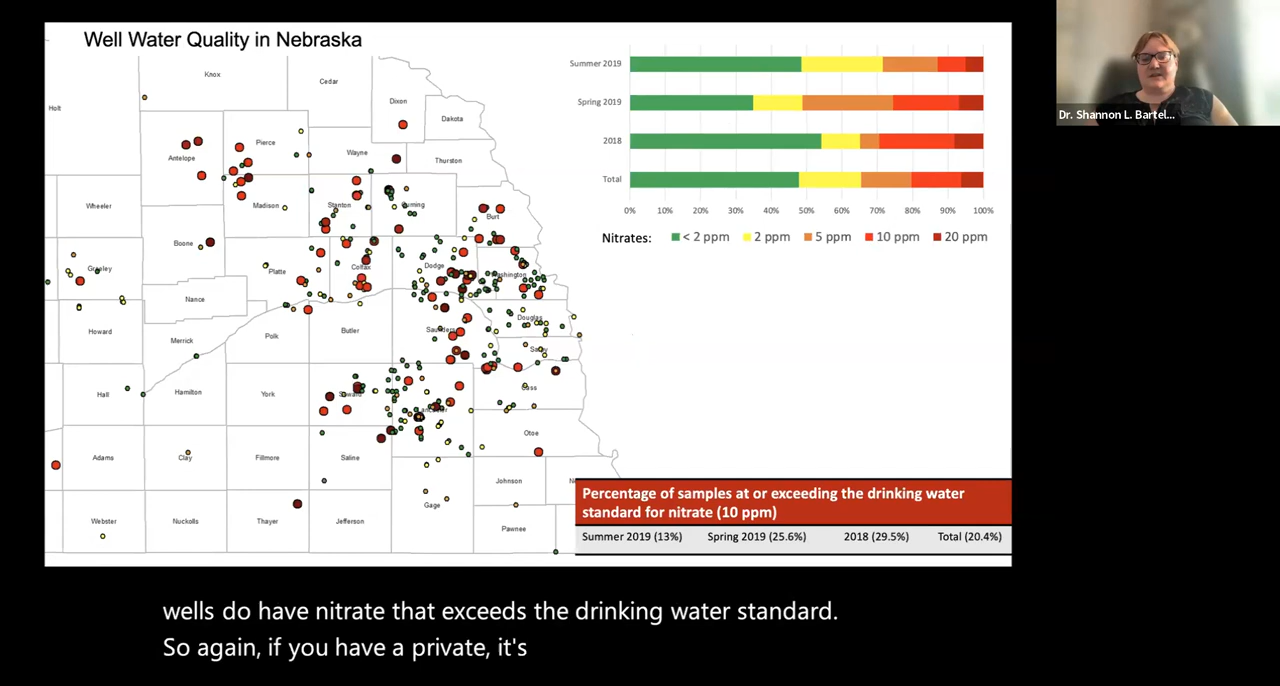 Well Water Quality in Nebraska
Knox
Cedar
Holt
Dixon
Dakota
Pierce
Antelope
Wayne
Thurston
Wheeler
Madison
Stanton
Cuming
Burt
Boone
Greeley
Platte
Colfax
Dodge
Washington
Nance
Howard
Merrick
Polk
Butler
Saunders
Douglas
Sarpy
Hall
Hamilton
York
Seward
Lancaster
Cass
Otoe
Adams
Clay
Fillmore
Saline
Johnson
Gage
Webster
Nuckolls
Thayer
Jefferson
Pawnee
Summer 2019
Spring 2019
2018
Total
0% 10% 20% 30% 40% 50% 60% 70% 80% 90% 100%
Nitrates: < 2 ppm 2 ppm 5 ppm 10 ppm 20 ppm
Percentage of samples at or exceeding the drinking water
standard for nitrate (10 ppm)
Summer 2019 (13%) Spring 2019 (25.6%) 2018 (29.5%) Total (20.4%)
Dr. Shannon L. Bartel...
wells do have nitrate that exceeds the drinking water standard.
So again, if you have a private, it's